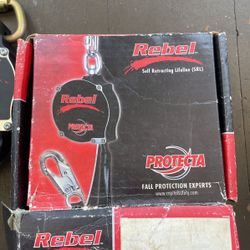 Rebel
Self Retracting Lifeline (SRL)
Rebel
PROTECTA
PROTECTA
FALL PROTECTION EXPERTS
Rebel